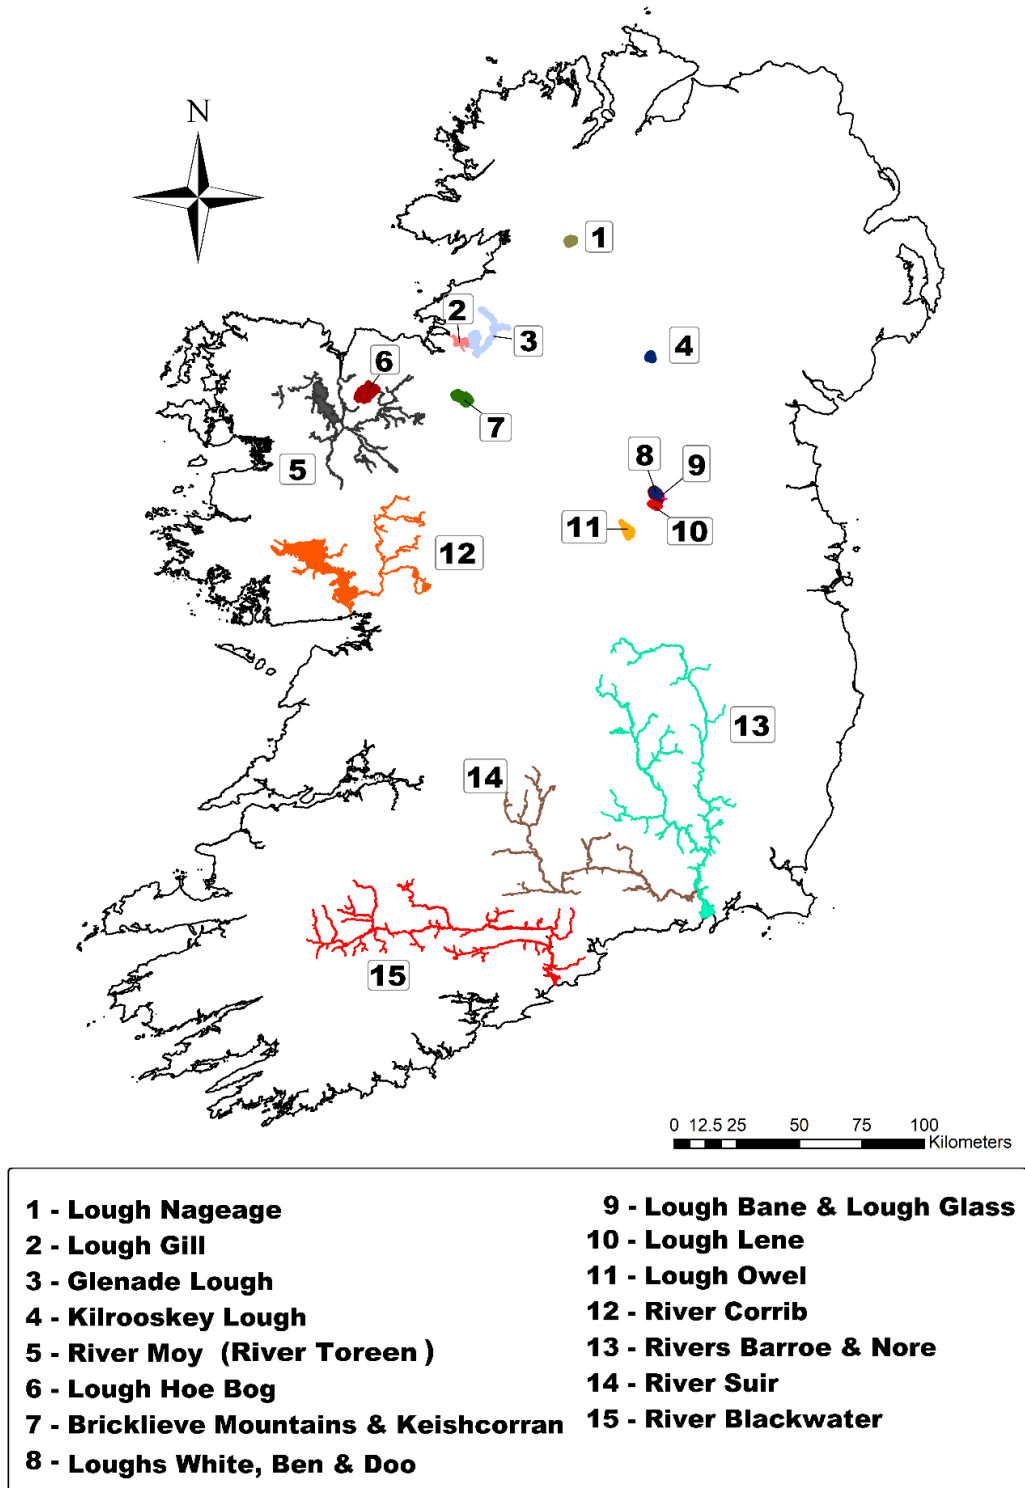 N
1
2
3
4
6
7
5
8
9
10
11
12
13
14
15
0 12.5 25 50 75 100
Kilometers
1 - Lough Nageage
2 - Lough Gill
3 - Glenade Lough
4 - Kilrooskey Lough
5 - River Moy (River Toreen)
6 - Lough Hoe Bog
7 - Bricklieve Mountains & Keishcorran
8 - Loughs White, Ben & Doo
9 - Lough Bane & Lough Glass
10 - Lough Lene
11 - Lough Owel
12 - River Corrib
13 - Rivers Barroe & Nore
14 - River Suir
15 - River Blackwater